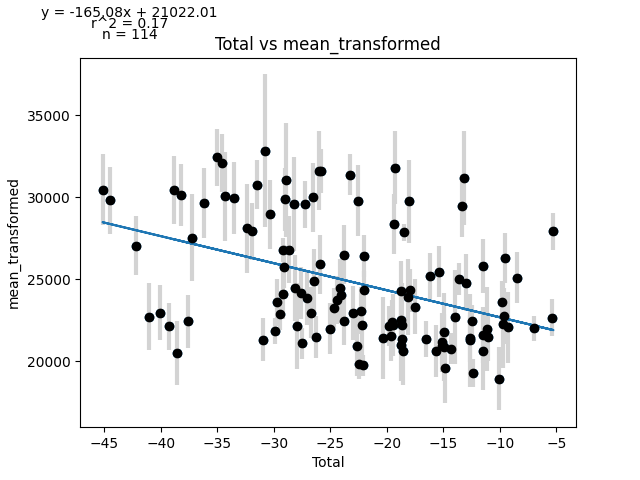 y = -165.08x + 21022.01
r^2 = 0.17
n = 114
Total vs mean_transformed
35000
30000
25000
20000
mean_transformed
−45 −40 −35 −30 −25 −20 −15 −10 −5
Total